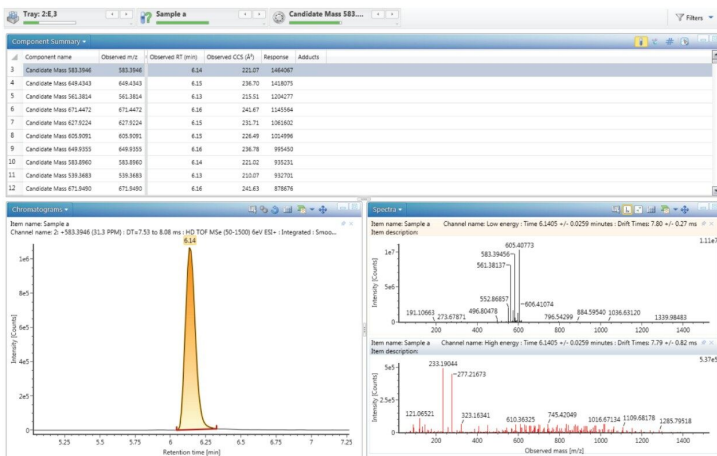 Tray: 2:E,3
Sample a
Candidate Mass 583....
Filters
Component Summary
Component name Observed m/z Observed RT (min) Observed CCS (Å²) Response Adducts
3 Candidate Mass 583.3946 583.3946 6.14 221.07 1464067
4 Candidate Mass 649.4343 649.4343 6.15 236.70 1418075
5 Candidate Mass 561.3814 561.3814 6.13 215.51 1204277
6 Candidate Mass 671.4472 671.4472 6.16 241.67 1145564
7 Candidate Mass 627.9224 627.9224 6.15 231.71 1061602
8 Candidate Mass 605.9091 605.9091 6.15 226.49 1014996
9 Candidate Mass 649.9355 649.9355 6.16 236.78 995450
10 Candidate Mass 583.8960 583.8960 6.14 221.02 935231
11 Candidate Mass 539.3683 539.3683 6.13 210.07 932701
12 Candidate Mass 671.9490 671.9490 6.16 241.63 878676
Chromatograms
Item name: Sample a
Channel name: 2: +583.3946 (31.3 PPM) : DT=7.53 to 8.08 ms : HD TOF MSe (50-1500) 6eV ESI+ : Integrated : Smoo...
6.14
1e6
8e5
6e5
4e5
2e5
0
Intensity [Counts]
5.25 5.5 5.75 6 6.25 6.5 6.75 7 7.25
Retention time [min]
Spectra
Item name: Sample a Channel name: Low energy : Time 6.1405 +/- 0.0259 minutes : Drift Times: 7.80 +/- 0.27 ms
Item description:
1.11e7
605.40773
1e7
583.39456
561.38137
5e6
552.86857
606.41074
496.80478
191.10663 273.67871
796.54299
884.59540
1036.63120
1339.98483
0
Intensity [Counts]
200 400 600 800 1000 1200 1400
Item name: Sample a Channel name: High energy : Time 6.1405 +/- 0.0259 minutes : Drift Times: 7.79 +/- 0.82 ms
Item description:
5.37e5
233.19044
5e5
277.21673
2.5e5
121.06521
323.16341
610.36325
745.42049
1016.67134
1109.68178
1285.79518
0
Intensity [Counts]
200 400 600 800 1000 1200 1400
Observed mass [m/z]